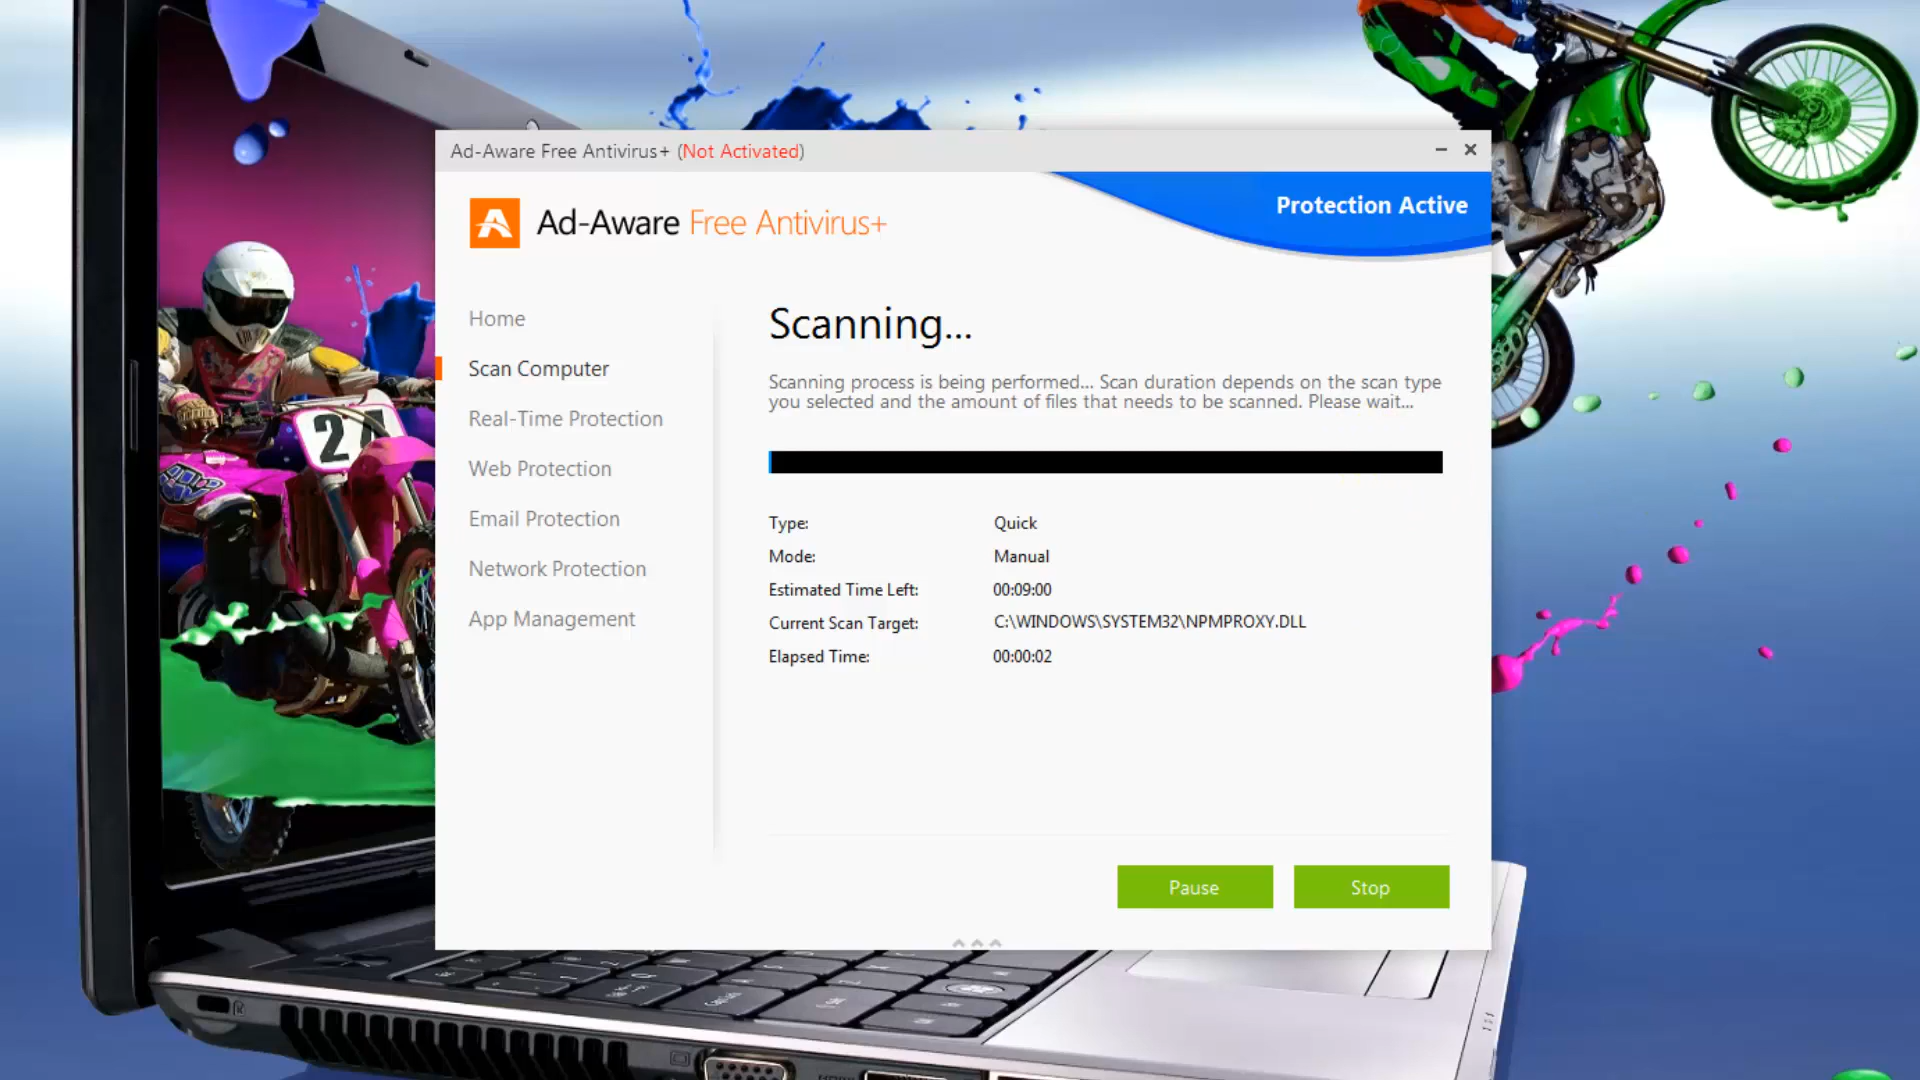 Ad-Aware Free Antivirus+ (Not Activated)
Protection Active
Ad-Aware Free Antivirus+
Home
Scan Computer
Real-Time Protection
Web Protection
Email Protection
Network Protection
App Management
Scanning...
Scanning process is being performed... Scan duration depends on the scan type
you selected and the amount of files that needs to be scanned. Please wait...
Type: Quick
Mode: Manual
Estimated Time Left: 00:09:00
Current Scan Target: C:\WINDOWS\SYSTEM32\NPMPROXY.DLL
Elapsed Time: 00:00:02
Pause
Stop